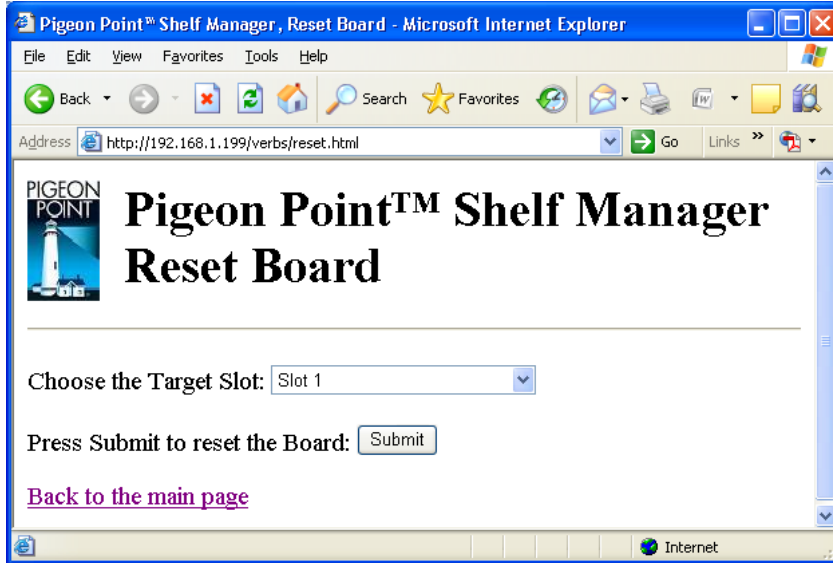 Pigeon Point™ Shelf Manager, Reset Board - Microsoft Internet Explorer
File Edit View Favorites Tools Help
Back Search Favorites W
Address http://192.168.1.199/verbs/reset.html Go Links »
PIGEON
POINT
Pigeon Point™ Shelf Manager
Reset Board
Choose the Target Slot: Slot 1
Press Submit to reset the Board: Submit
Back to the main page
Internet